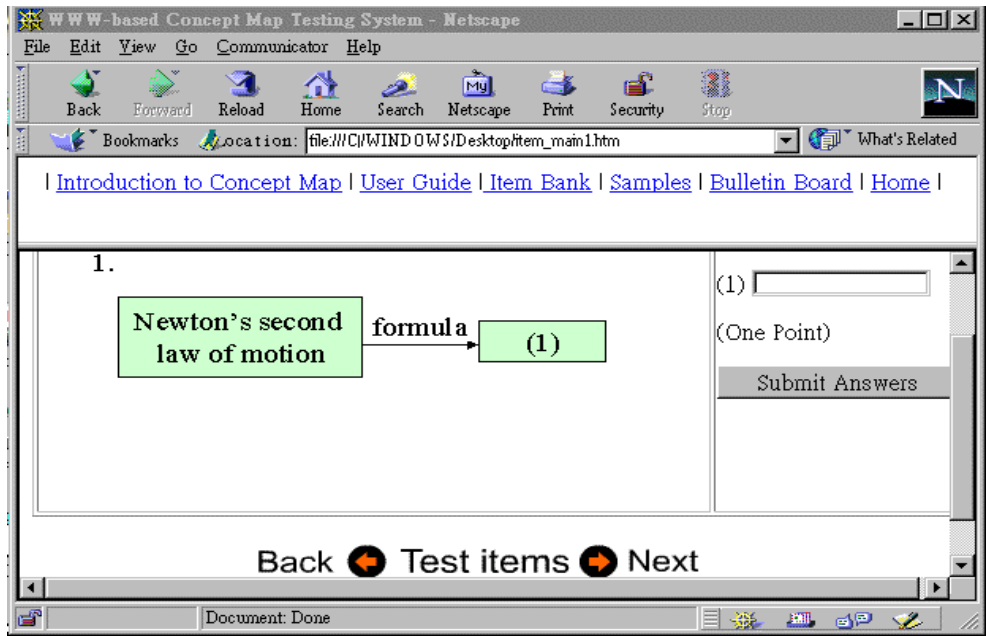 WWW-based Concept Map Testing System - Netscape
File Edit View Go Communicator Help
My
N
Back Forward Reload Home Search Netscape Print Security Stop
Bookmarks Location: file:///C|/WINDOWS/Desktop/item_main1.htm What's Related
| Introduction to Concept Map | User Guide | Item Bank | Samples | Bulletin Board | Home |
1.
Newton's second
law of motion
formula
(1)
(1)
(One Point)
Submit Answers
Back Test items Next
Document: Done